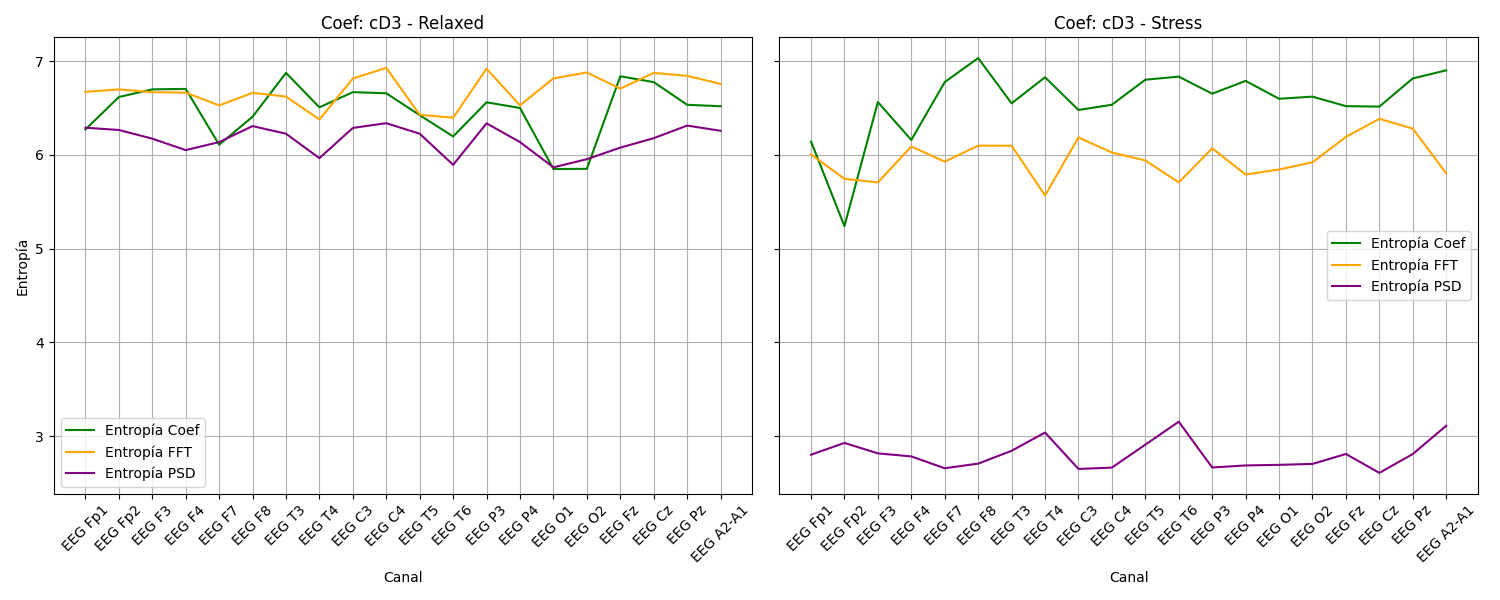 Coef: cD3 - Relaxed
Entropía
7
6
5
4
3
Entropía Coef
Entropía FFT
Entropía PSD
EEG Fp1
EEG Fp2
EEG F3
EEG F4
EEG F7
EEG F8
EEG T3
EEG T4
EEG C3
EEG C4
EEG T5
EEG T6
EEG P3
EEG P4
EEG O1
EEG O2
EEG Fz
EEG Cz
EEG Pz
EEG A2-A1
Canal
Coef: cD3 - Stress
Entropía Coef
Entropía FFT
Entropía PSD
EEG Fp1
EEG Fp2
EEG F3
EEG F4
EEG F7
EEG F8
EEG T3
EEG T4
EEG C3
EEG C4
EEG T5
EEG T6
EEG P3
EEG P4
EEG O1
EEG O2
EEG Fz
EEG Cz
EEG Pz
EEG A2-A1
Canal